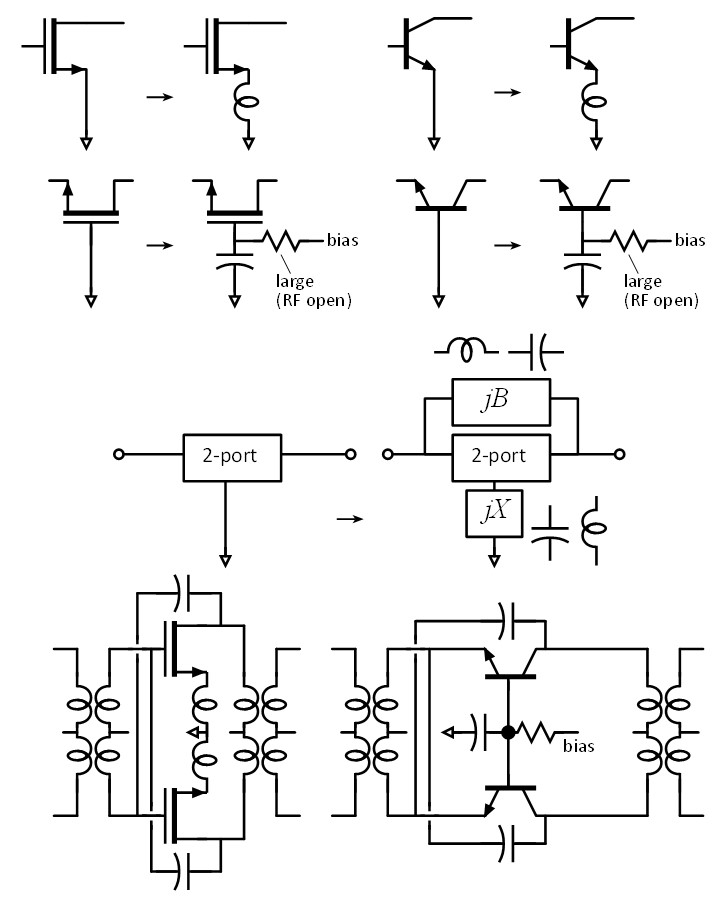 bias
large
(RF open)
bias
large
(RF open)
jB
2-port
2-port
jX
bias